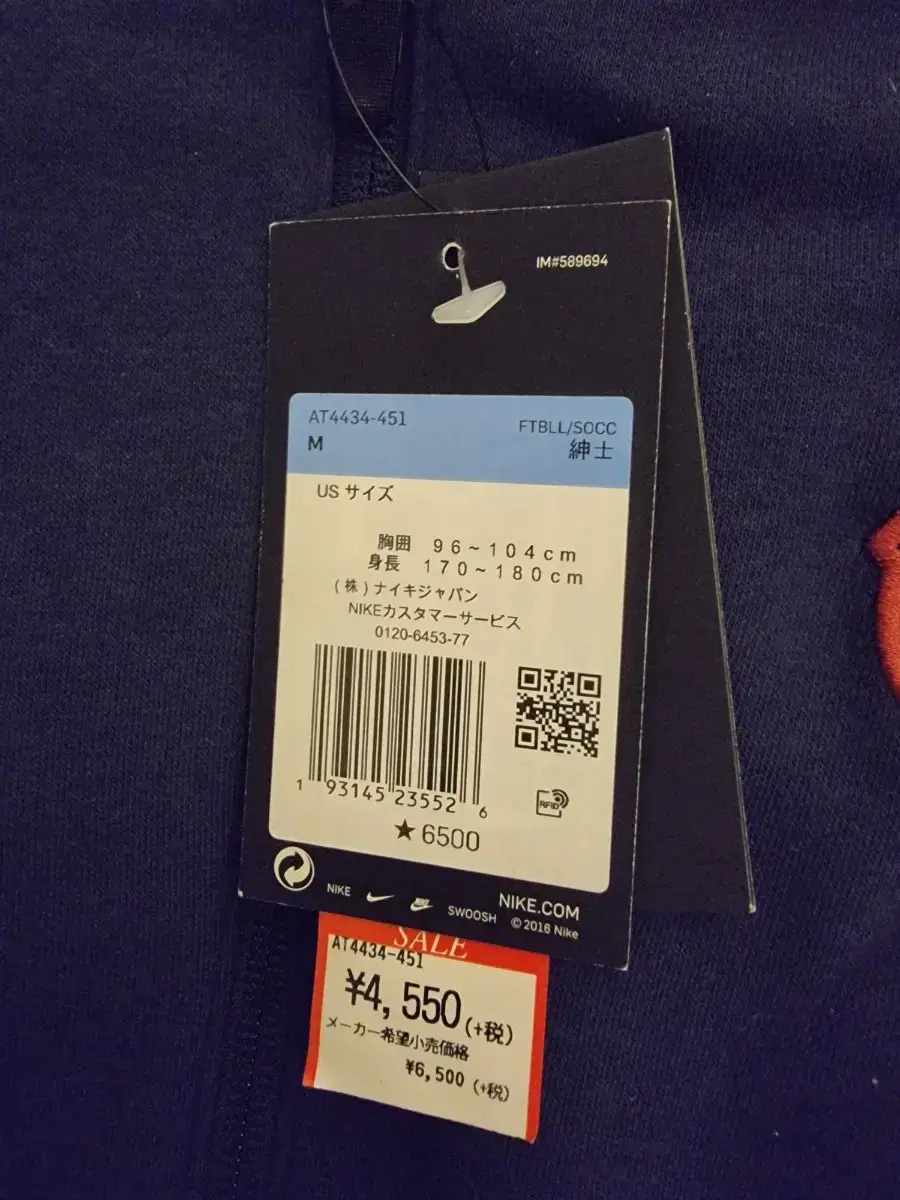 IM#589694
AT4434-451
FTBLL/SOCC
M
紳士
US サイズ
胸囲 96~104cm
身長 170~180cm
(株)ナイキジャパン
NIKEカスタマーサービス
0120-6453-77
1 93145 23552 6
RFID
★6500
NIKE
SWOOSH
NIKE.COM
©2016 Nike
SALE
AT4434-451
¥4,550(+税)
メーカー希望小売価格
¥6,500(+税)